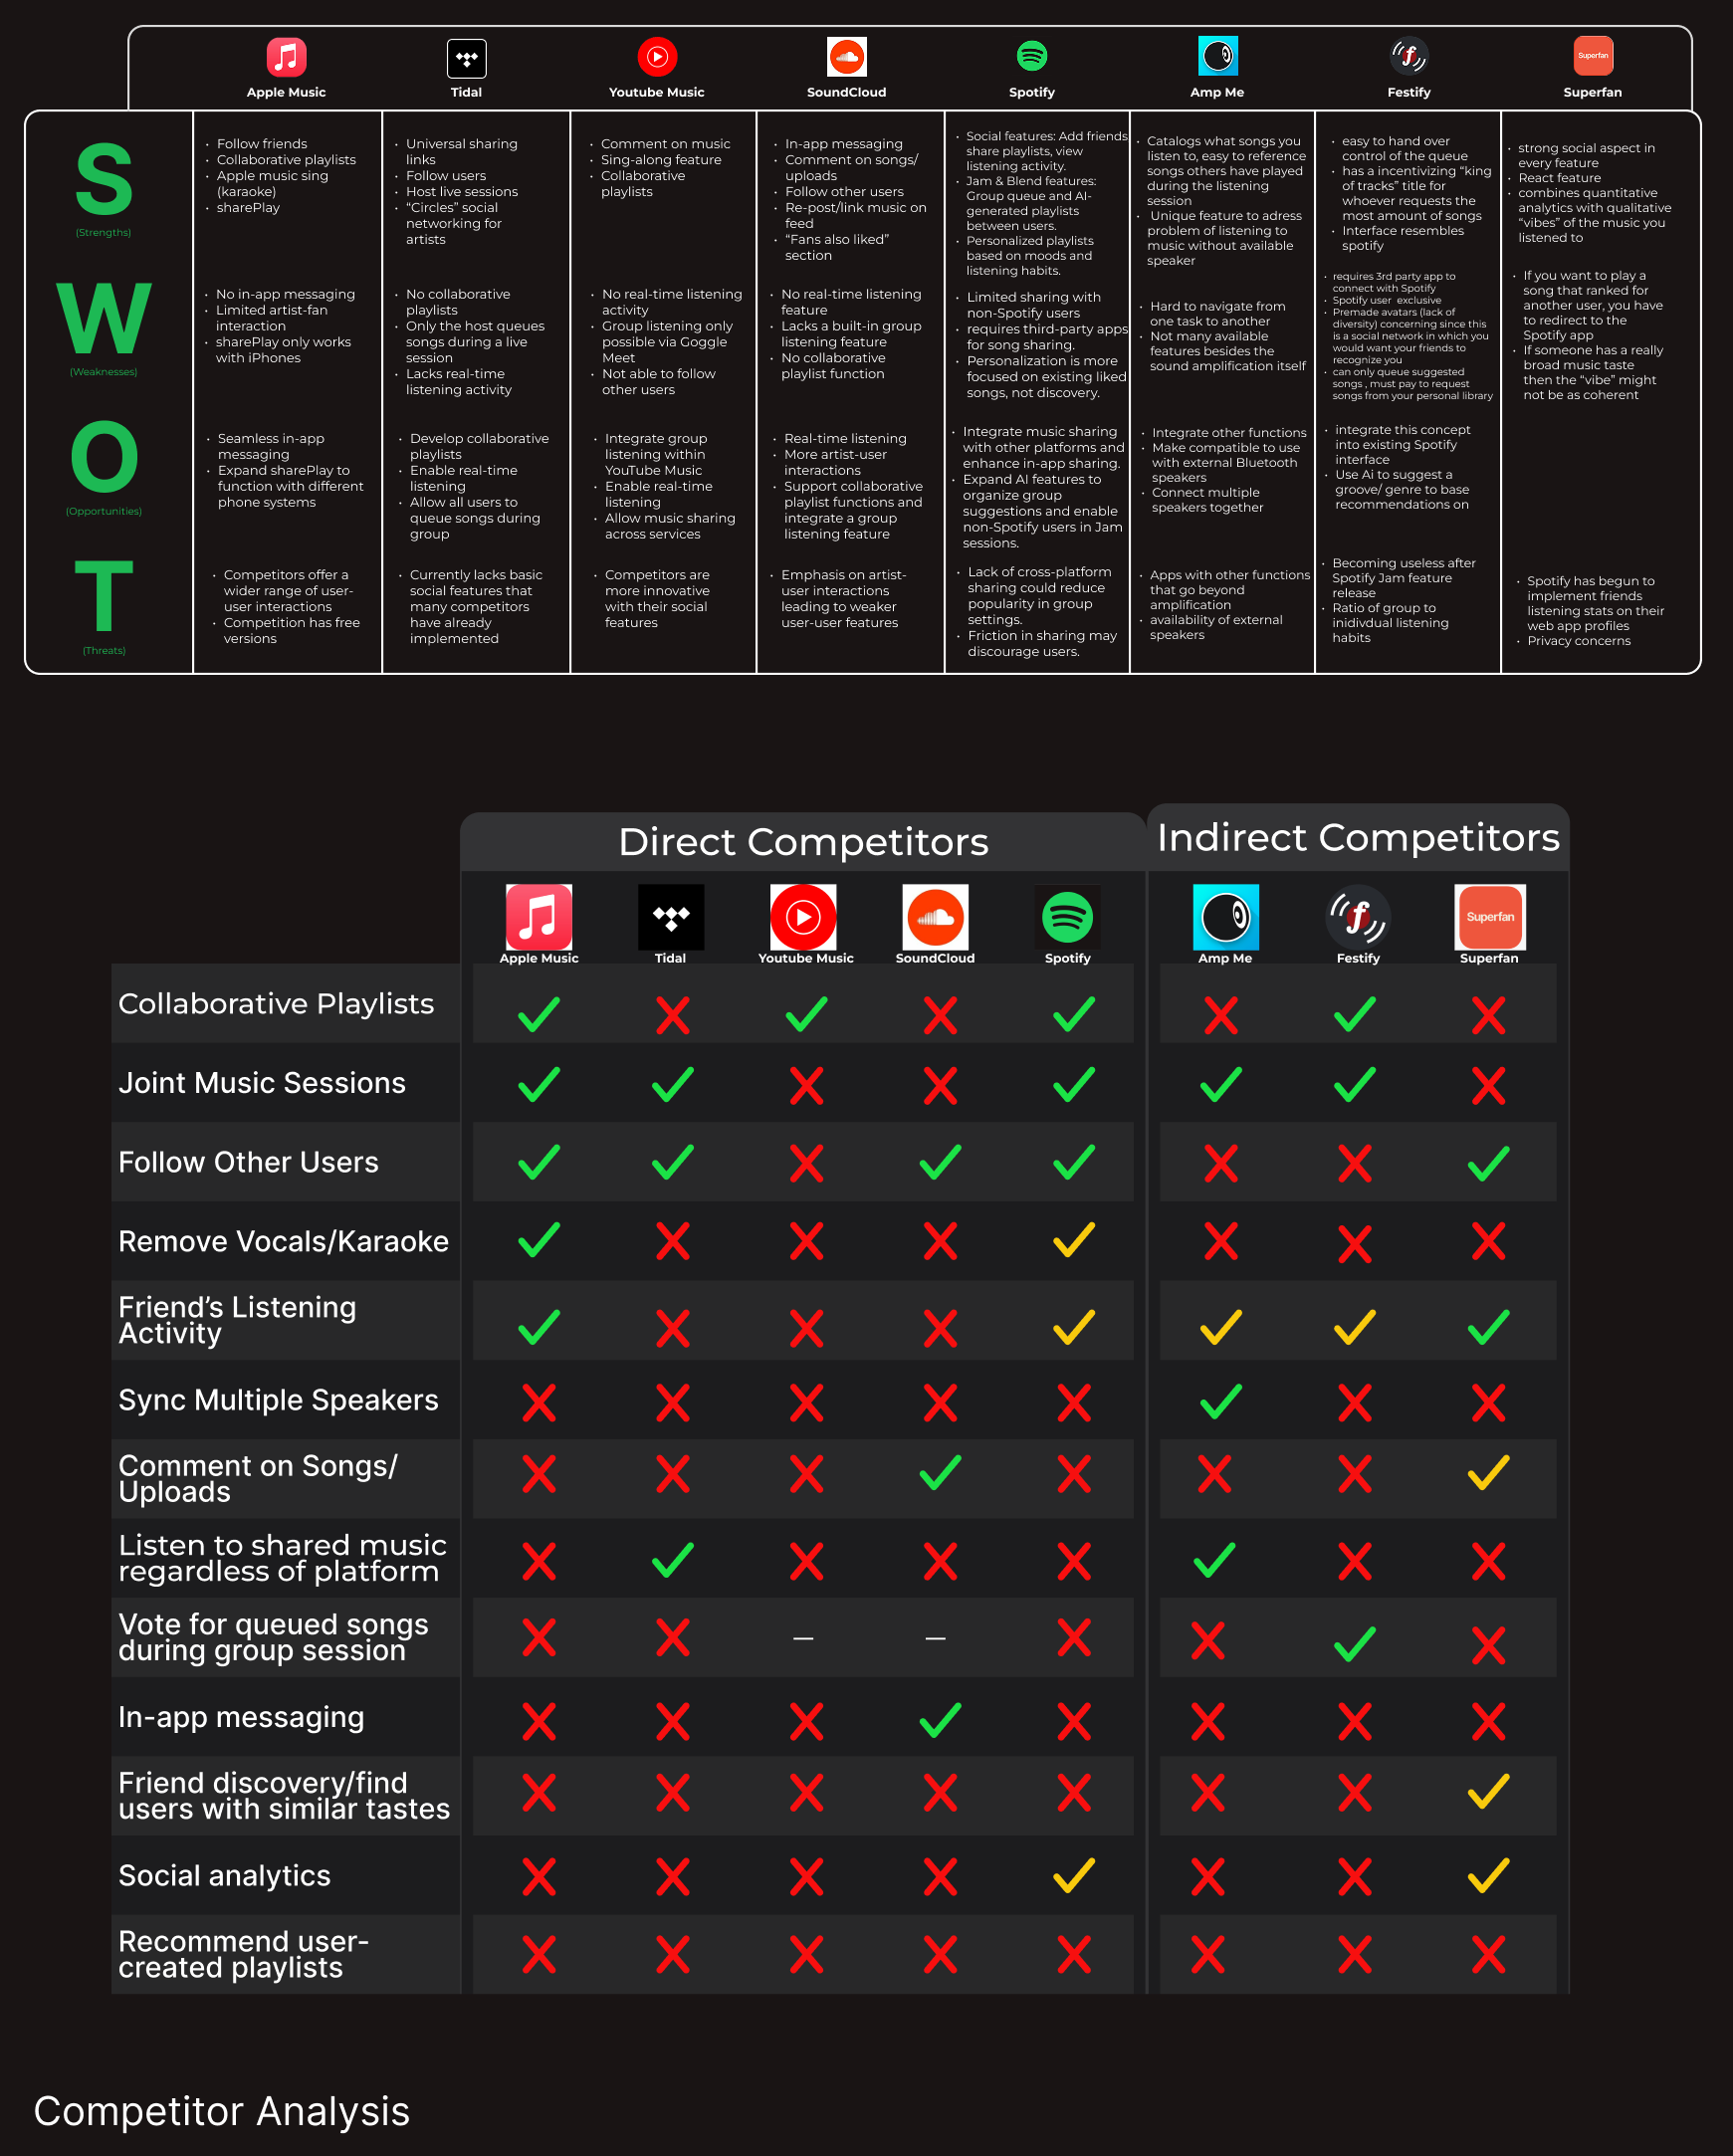 Apple Music
Tidal
Youtube Music
SoundCloud
Spotify
Amp Me
Festify
Superfan
Superfan
S
(Strengths)
• Follow friends
• Collaborative playlists
• Apple music sing
(karaoke)
• sharePlay
• Universal sharing
links
• Follow users
• Host live sessions
• “Circles” social
networking for
artists
• Comment on music
• Sing-along feature
• Collaborative
playlists
• In-app messaging
• Comment on songs/
uploads
• Follow other users
• Re-post/link music on
feed
• “Fans also liked”
section
• Social features: Add friends
share playlists, view
listening activity.
• Jam & Blend features:
Group queue and AI-
generated playlists
between users.
• Personalized playlists
based on moods and
listening habits.
• Catalogs what songs you
listen to, easy to reference
songs others have played
during the listening
session
• Unique feature to adress
problem of listening to
music without available
speaker
• easy to hand over
control of the queue
• has a incentivizing “king
of tracks” title for
whoever requests the
most amount of songs
• Interface resembles
spotify
• strong social aspect in
every feature
• React feature
• combines quantitative
analytics with qualitative
“vibes” of the music you
listened to
W
(Weaknesses)
• No in-app messaging
• Limited artist-fan
interaction
• sharePlay only works
with iPhones
• No collaborative
playlists
• Only the host queues
songs during a live
session
• Lacks real-time
listening activity
• No real-time listening
activity
• Group listening only
possible via Goggle
Meet
• Not able to follow
other users
• No real-time listening
feature
• Lacks a built-in group
listening feature
• No collaborative
playlist function
• Limited sharing with
non-Spotify users
• requires third-party apps
for song sharing.
• Personalization is more
focused on existing liked
songs, not discovery.
• Hard to navigate from
one task to another
• Not many available
features besides the
sound amplification itself
• requires 3rd party app to
connect with Spotify
• Spotify user exclusive
• Premade avatars (lack of
diversity) concerning since this
is a social network in which you
would want your friends to
recognize you
• can only queue suggested
songs , must pay to request
songs from your personal library
• If you want to play a
song that ranked for
another user, you have
to redirect to the
Spotify app
• If someone has a really
broad music taste
then the “vibe” might
not be as coherent
O
(Opportunities)
• Seamless in-app
messaging
• Expand sharePlay to
function with different
phone systems
• Develop collaborative
playlists
• Enable real-time
listening
• Allow all users to
queue songs during
group
• Integrate group
listening within
YouTube Music
• Enable real-time
listening
• Allow music sharing
across services
• Real-time listening
• More artist-user
interactions
• Support collaborative
playlist functions and
integrate a group
listening feature
• Integrate music sharing
with other platforms and
enhance in-app sharing.
• Expand AI features to
organize group
suggestions and enable
non-Spotify users in Jam
sessions.
• Integrate other functions
• Make compatible to use
with external Bluetooth
speakers
• Connect multiple
speakers together
• integrate this concept
into existing Spotify
interface
• Use Ai to suggest a
groove/ genre to base
recommendations on
T
(Threats)
• Competitors offer a
wider range of user-
user interactions
• Competition has free
versions
• Currently lacks basic
social features that
many competitors
have already
implemented
• Competitors are
more innovative
with their social
features
• Emphasis on artist-
user interactions
leading to weaker
user-user features
• Lack of cross-platform
sharing could reduce
popularity in group
settings.
• Friction in sharing may
discourage users.
• Apps with other functions
that go beyond
amplification
• availability of external
speakers
• Becoming useless after
Spotify Jam feature
release
• Ratio of group to
inidivdual listening
habits
• Spotify has begun to
implement friends
listening stats on their
web app profiles
• Privacy concerns
Direct Competitors
Indirect Competitors
Superfan
Apple Music
Tidal
Youtube Music
SoundCloud
Spotify
Amp Me
Festify
Superfan
Collaborative Playlists
Joint Music Sessions
Follow Other Users
Remove Vocals/Karaoke
Friend’s Listening
Activity
Sync Multiple Speakers
Comment on Songs/
Uploads
Listen to shared music
regardless of platform
Vote for queued songs
during group session
In-app messaging
Friend discovery/find
users with similar tastes
Social analytics
Recommend user-
created playlists
Competitor Analysis